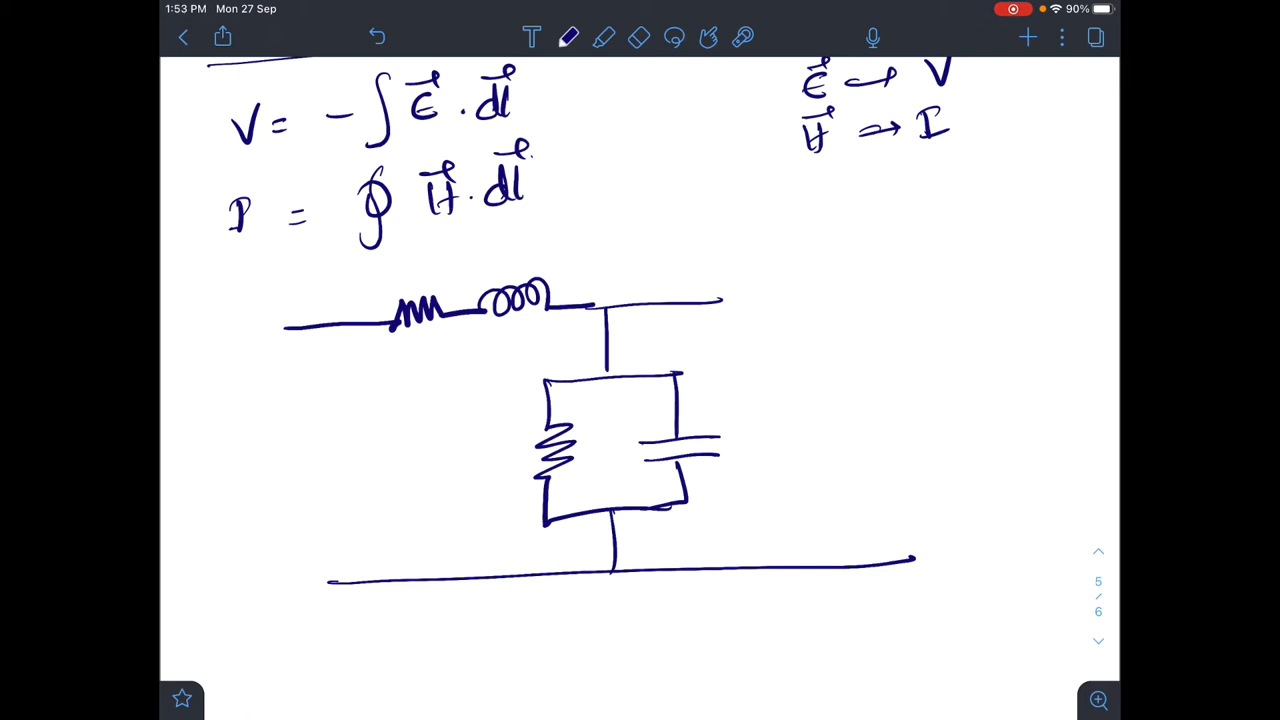 1:53 PM Mon 27 Sep
90%
T
V = - ∫ E⃗ . dl⃗
I = ∮ H⃗ . dl⃗
E⃗ → V
H⃗ → I
5
/
6